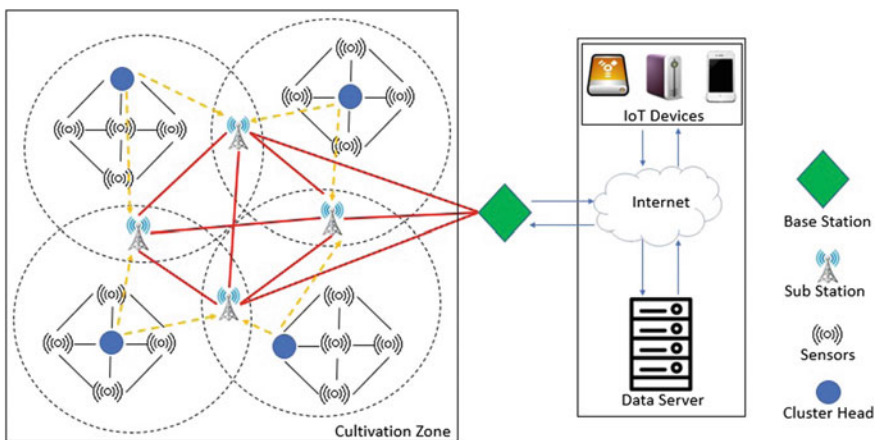 Cultivation Zone
IoT Devices
Internet
Data Server
Base Station
Sub Station
Sensors
Cluster Head